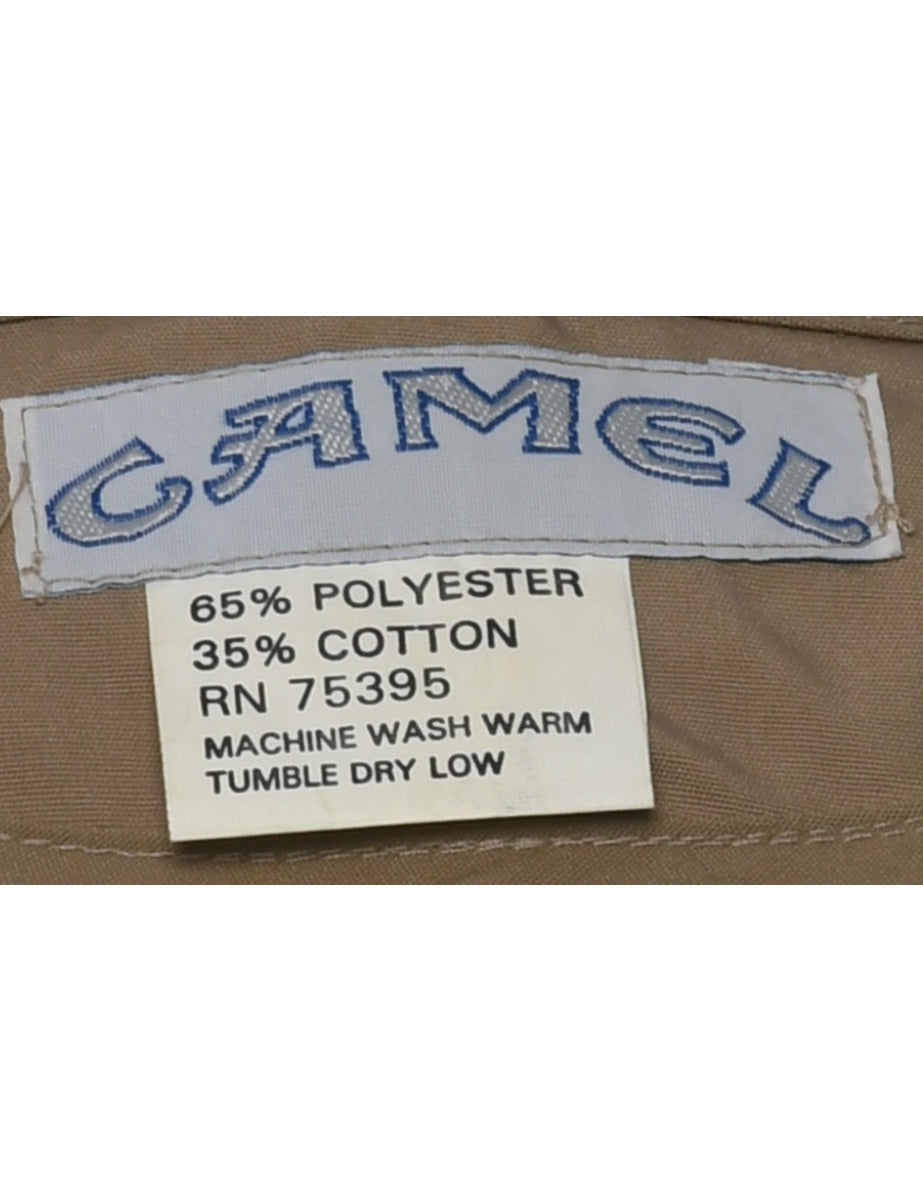 CAMEL
65% POLYESTER
35% COTTON
RN 75395
MACHINE WASH WARM
TUMBLE DRY LOW